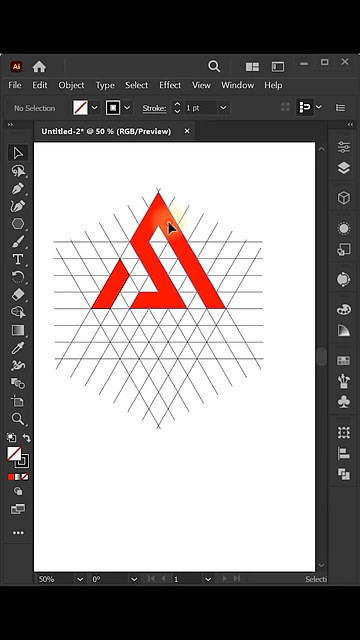 Ai
File Edit Object Type Select Effect View Window Help
No Selection Stroke: 1 pt
Untitled-2* @ 50 % (RGB/Preview) ×
T
50% 0° 1 Selecti